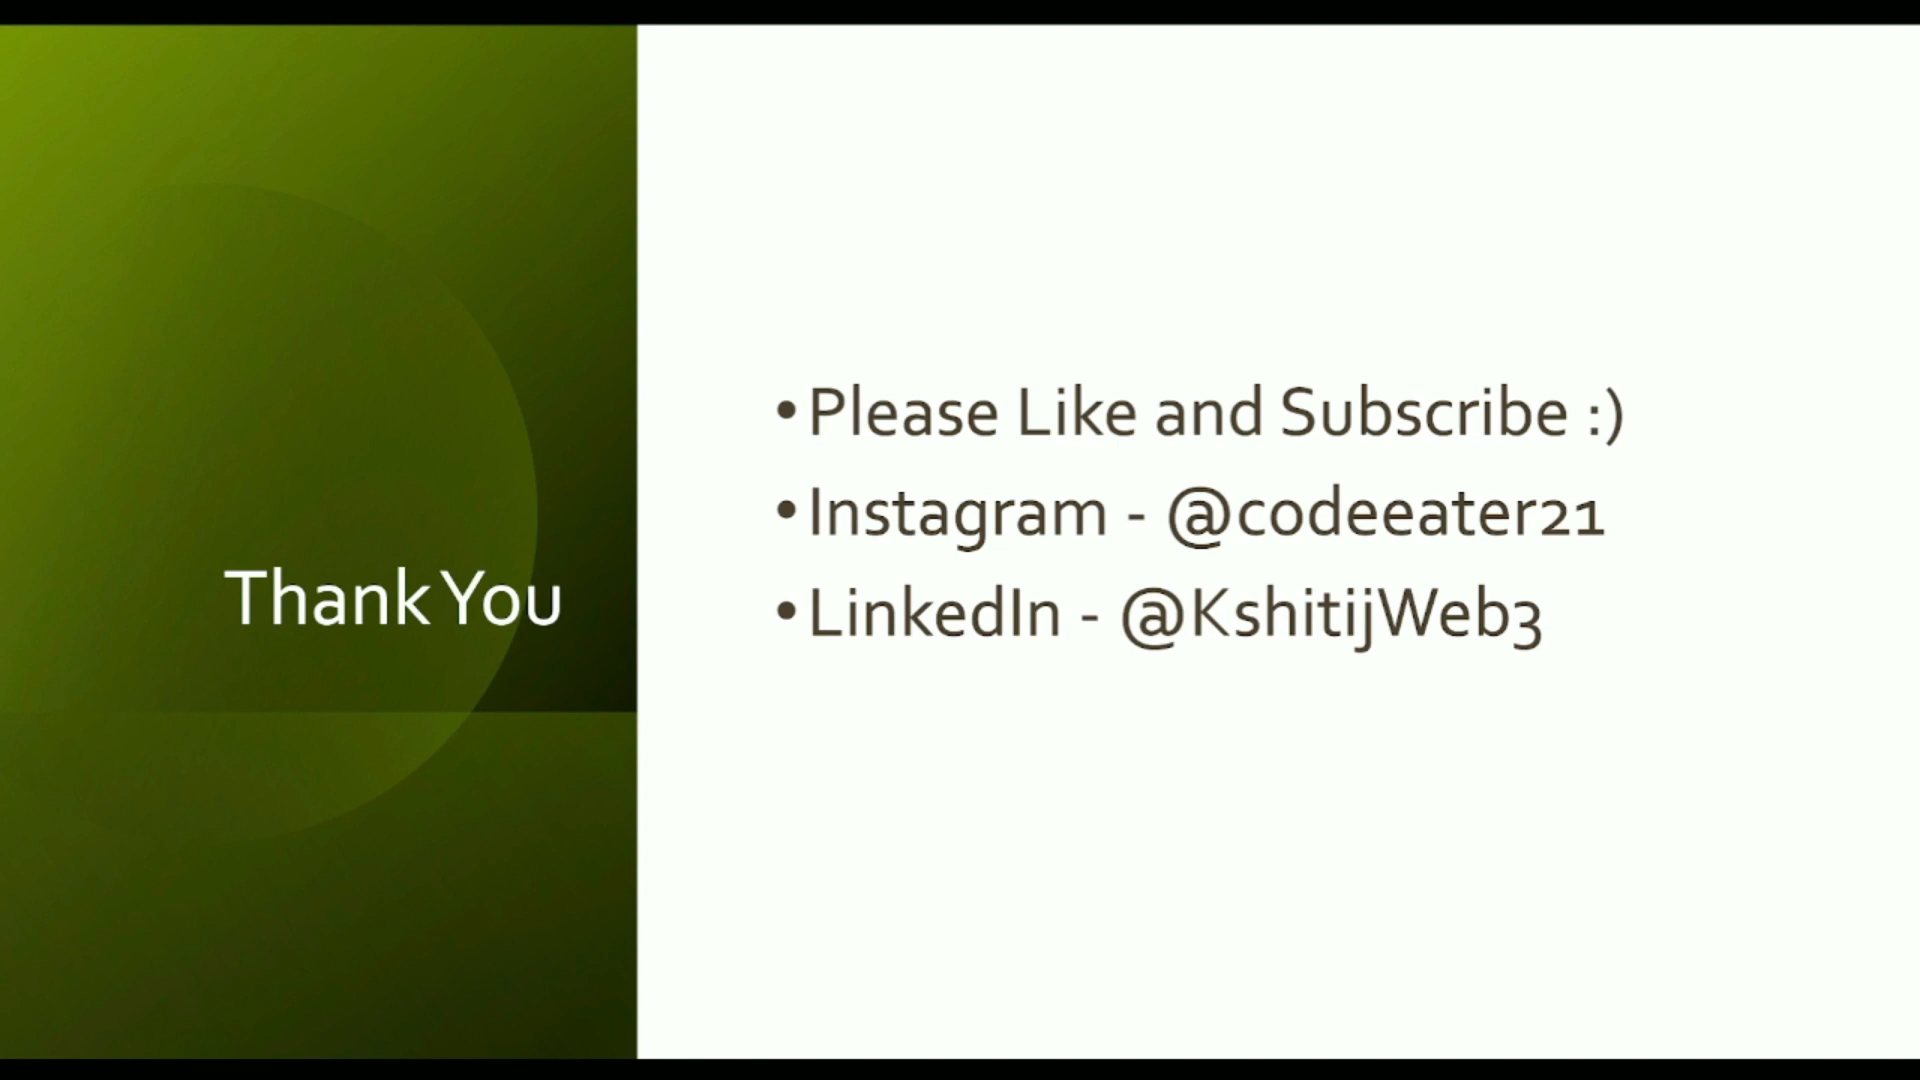 Thank You
• Please Like and Subscribe :)
• Instagram - @codeeater21
• LinkedIn - @KshitijWeb3